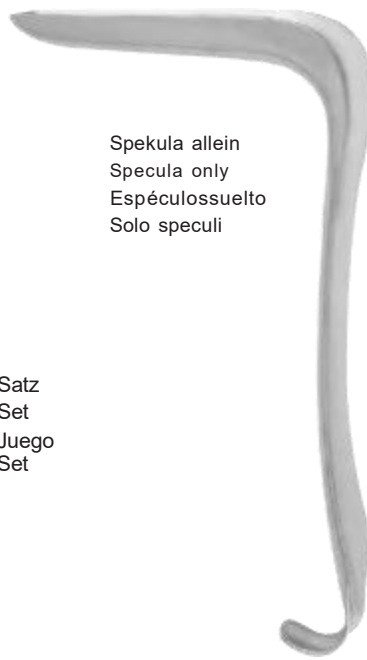 Spekula allein
Specula only
Espéculossuelto
Solo speculi
Satz
Set
Juego
Set